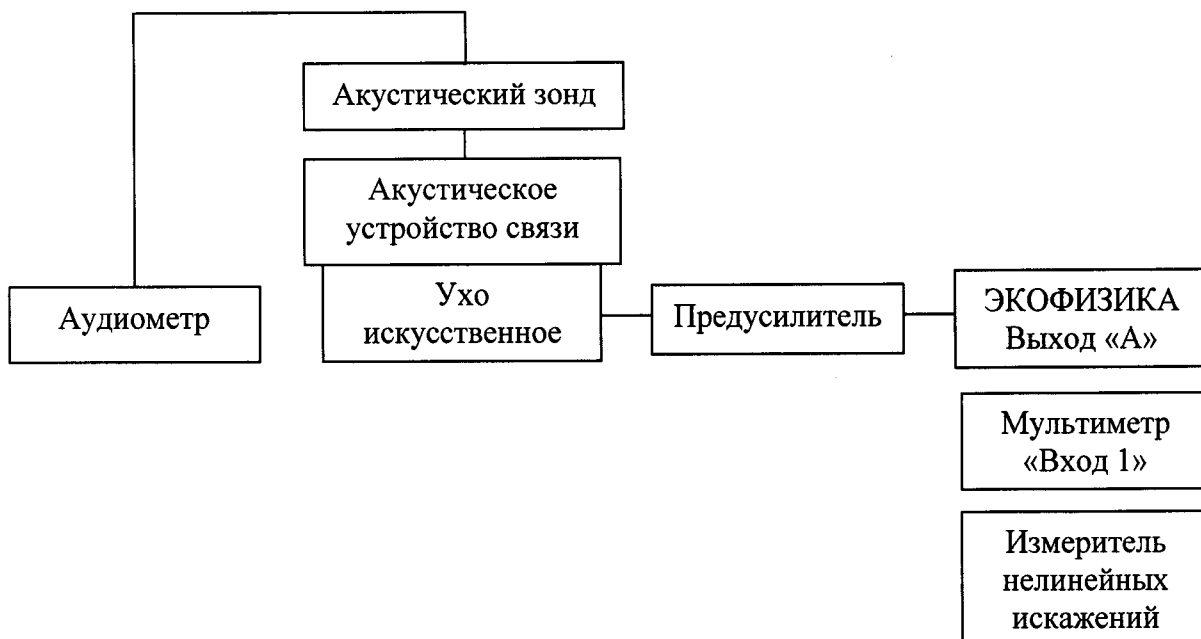 Акустический зонд
Акустическое
устройство связи
Аудиометр
Ухо
искусственное
Предусилитель
ЭКОФИЗИКА
Выход «А»
Мультиметр
«Вход 1»
Измеритель
нелинейных
искажений